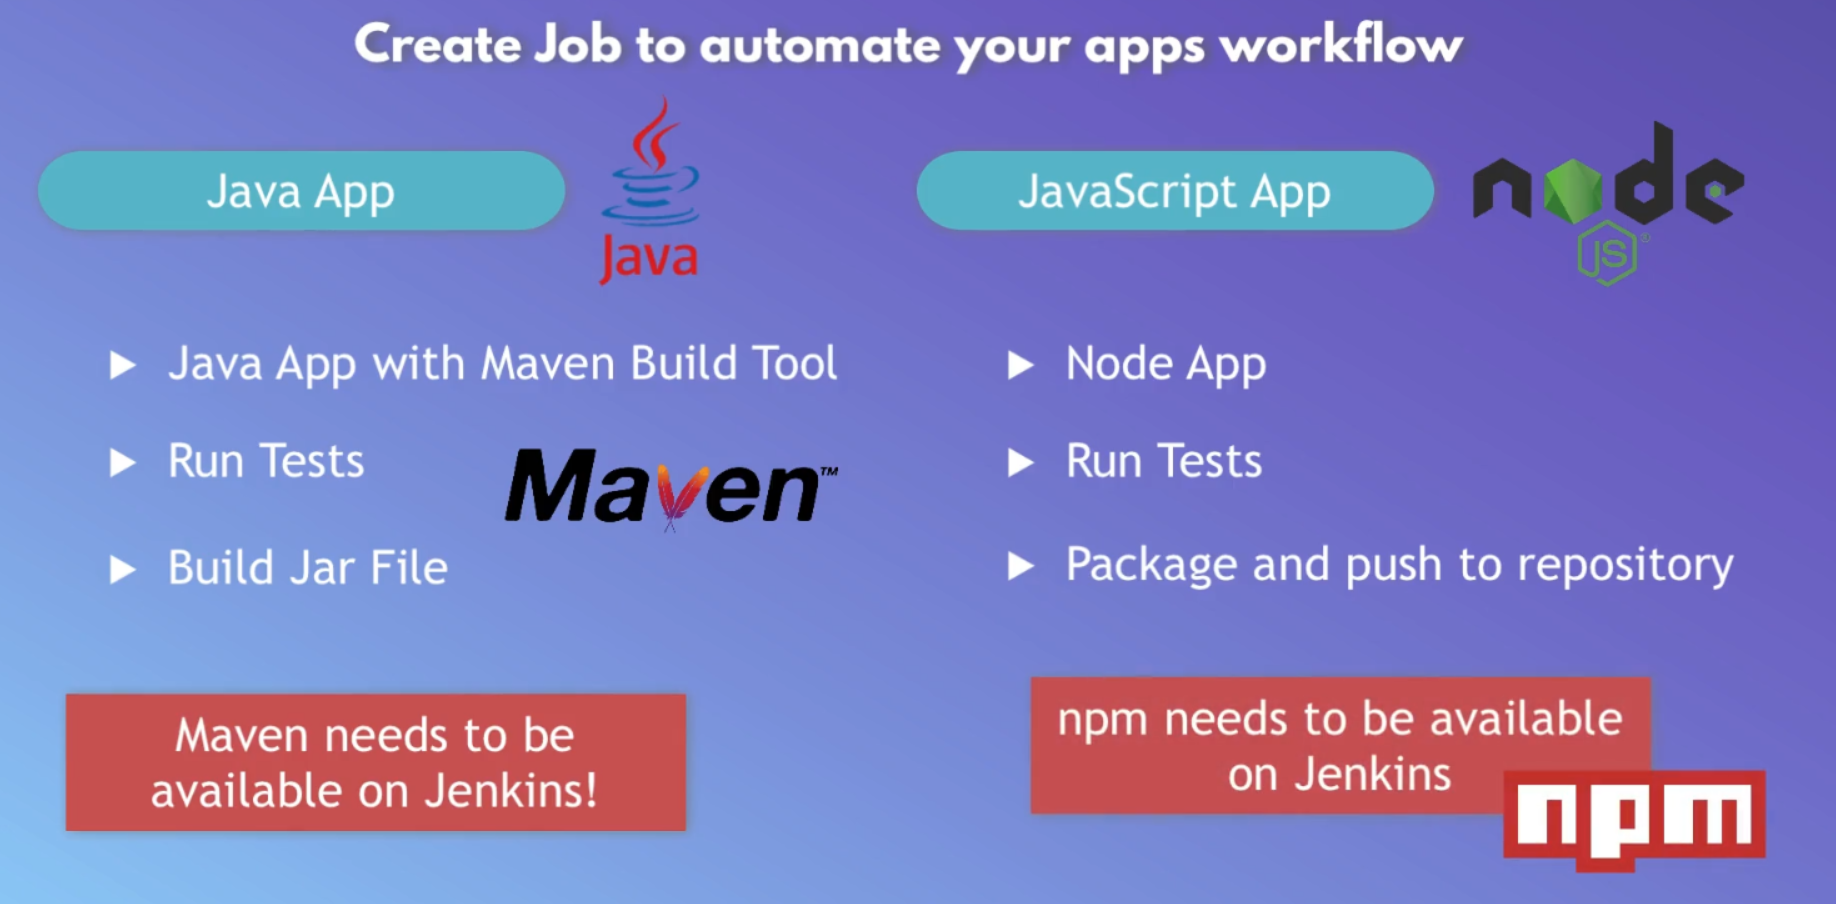 Create Job to automate your apps workflow
Java App
Java
Java App with Maven Build Tool
Run Tests
Maven™
Build Jar File
Maven needs to be
available on Jenkins!
JavaScript App
node
JS®
Node App
Run Tests
Package and push to repository
npm needs to be available
on Jenkins
npm